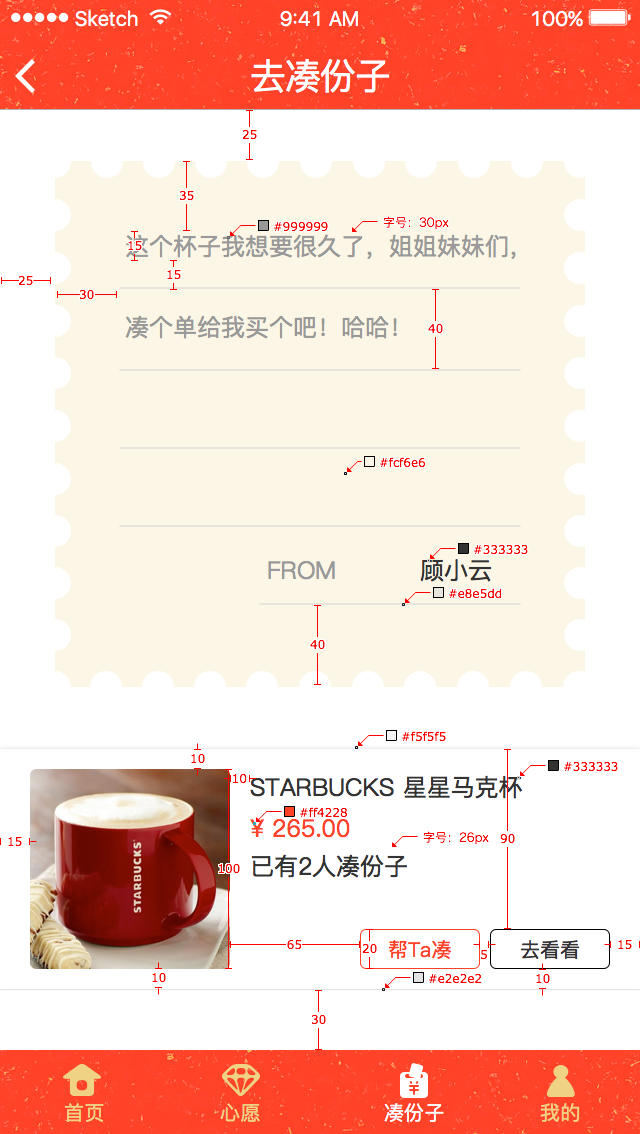 Sketch 9:41 AM 100%
去凑份子
25
35
#999999 字号：30px
15
这个杯子我想要很久了，姐姐妹妹们，
15
25
30
凑个单给我买个吧！哈哈！
40
#fcf6e6
#333333
FROM 顾小云
#e8e5dd
40
#f5f5f5
10
#333333
10
STARBUCKS 星星马克杯
#ff4228
¥ 265.00
字号：26px
90
15
100
已有2人凑份子
STARBUCKS
65
20
帮Ta凑
5
去看看
15
10
#e2e2e2
10
30
首页 心愿 凑份子 我的